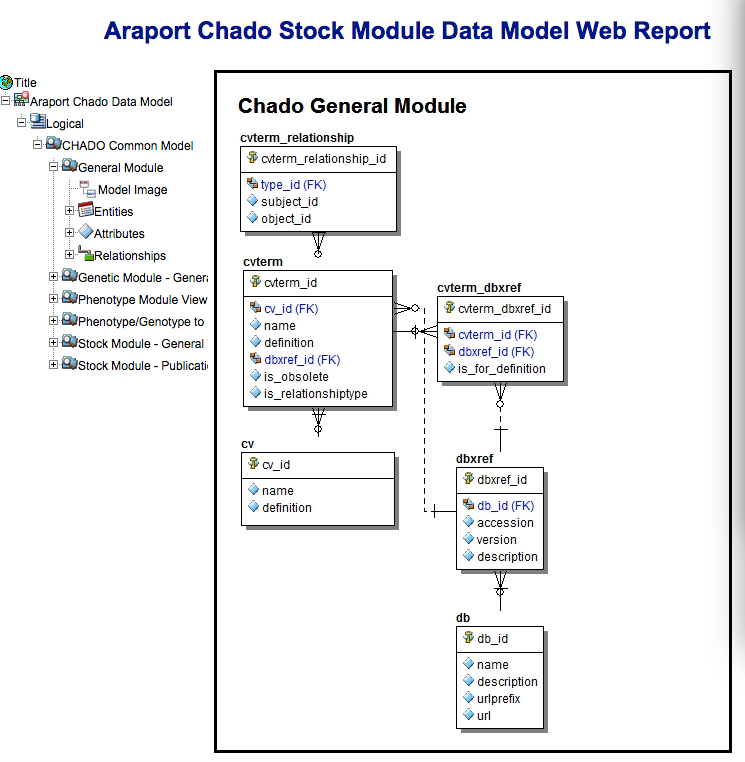 Araport Chado Stock Module Data Model Web Report
Title
Araport Chado Data Model
Logical
CHADO Common Model
General Module
Model Image
Entities
Attributes
Relationships
Genetic Module - Genera
Phenotype Module View
Phenotype/Genotype to
Stock Module - General
Stock Module - Publicati
Chado General Module
cvterm_relationship
cvterm_relationship_id
type_id (FK)
subject_id
object_id
cvterm
cvterm_id
cv_id (FK)
name
definition
dbxref_id (FK)
is_obsolete
is_relationshiptype
cvterm_dbxref
cvterm_dbxref_id
cvterm_id (FK)
dbxref_id (FK)
is_for_definition
cv
cv_id
name
definition
dbxref
dbxref_id
db_id (FK)
accession
version
description
db
db_id
name
description
urlprefix
url